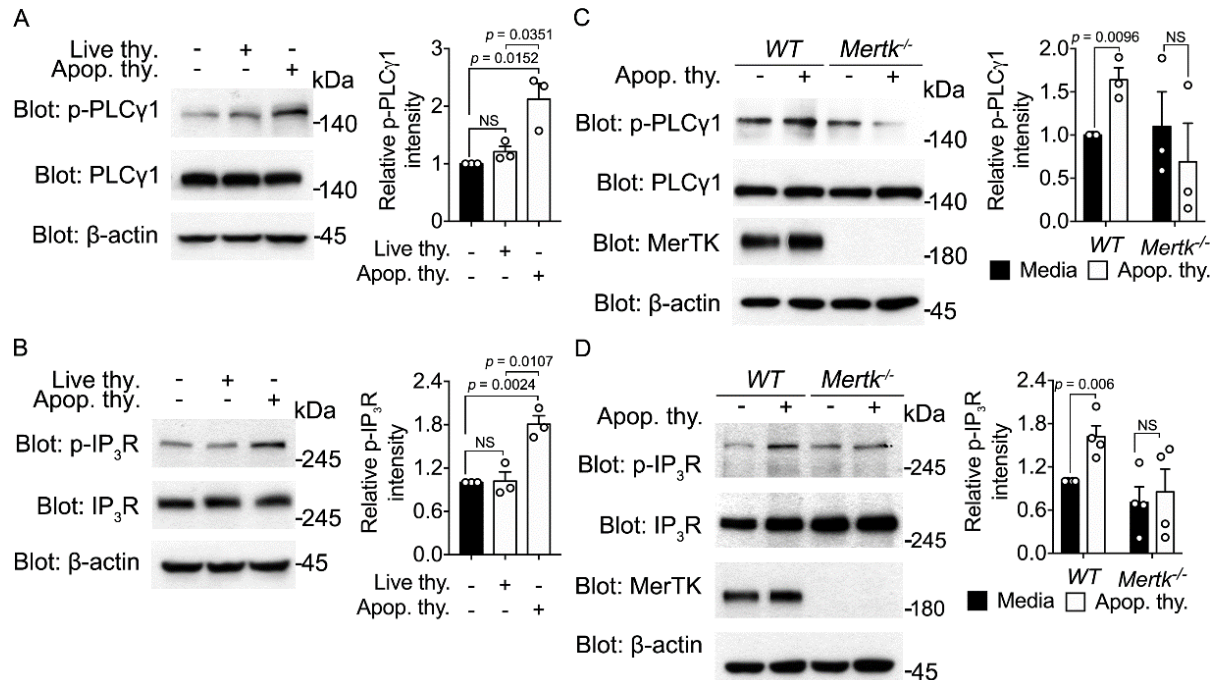 A
Live thy. - + -
Apop. thy. - - +
kDa
Blot: p-PLCγ1
-140
Blot: PLCγ1
-140
Blot: β-actin
-45
p = 0.0351
p = 0.0152
NS
3
2
1
0
Relative p-PLCγ1
intensity
Live thy. - + -
Apop. thy. - - +
B
Live thy. - + -
Apop. thy. - - +
kDa
Blot: p-IP₃R
-245
Blot: IP₃R
-245
Blot: β-actin
-45
p = 0.0107
p = 0.0024
NS
2.4
1.8
1.2
0.6
0.0
Relative p-IP₃R
intensity
Live thy. - + -
Apop. thy. - - +
C
WT Mertk-/-
Apop. thy. - + - +
kDa
Blot: p-PLCγ1
-140
Blot: PLCγ1
-140
Blot: MerTK
-180
Blot: β-actin
-45
p = 0.0096
NS
2.0
1.5
1.0
0.5
0.0
Relative p-PLCγ1
intensity
WT Mertk-/-
Media Apop. thy.
D
WT Mertk-/-
Apop. thy. - + - +
kDa
Blot: p-IP₃R
-245
Blot: IP₃R
-245
Blot: MerTK
-180
Blot: β-actin
-45
p = 0.006
NS
2.4
1.8
1.2
0.6
0.0
Relative p-IP₃R
intensity
WT Mertk-/-
Media Apop. thy.